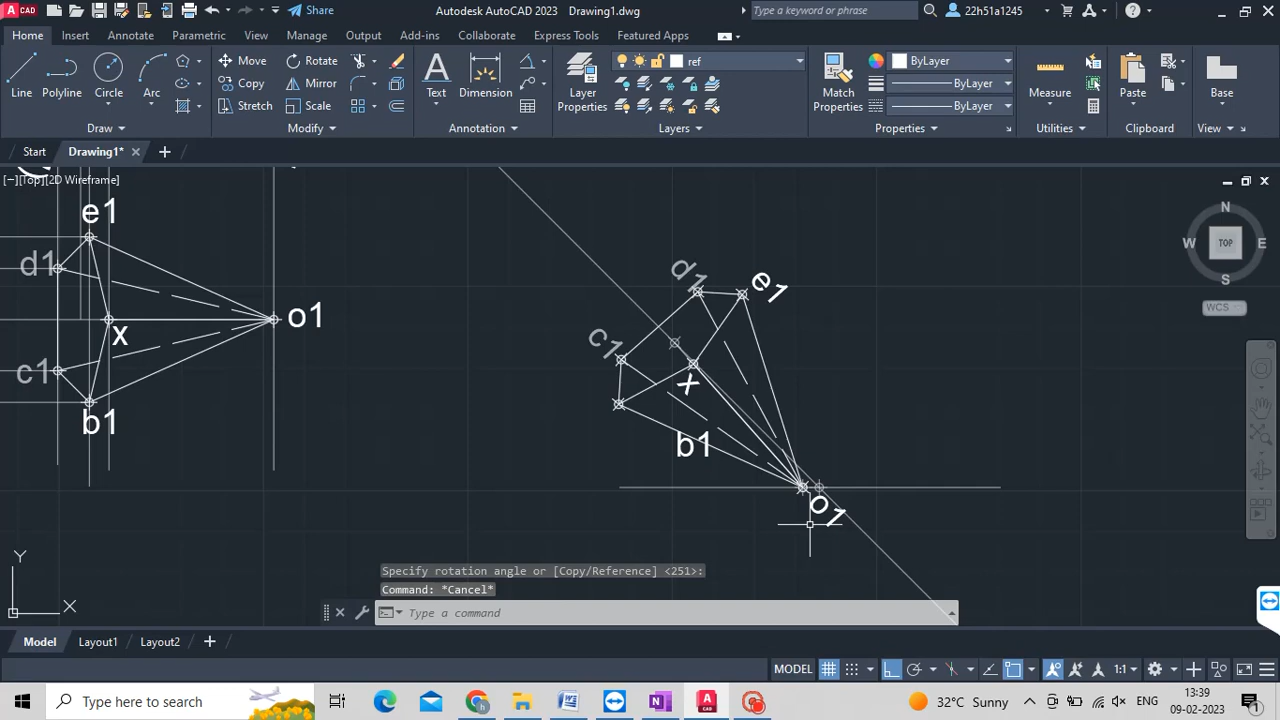 A CAD
Share
Autodesk AutoCAD 2023 Drawing1.dwg
Type a keyword or phrase
22h51a1245
Home Insert Annotate Parametric View Manage Output Add-ins Collaborate Express Tools Featured Apps
Line
Polyline
Circle
Arc
Move
Copy
Stretch
Rotate
Mirror
Scale
Text
Dimension
Layer
Properties
ref
Match
Properties
ByLayer
ByLayer
ByLayer
Measure
Paste
Base
Draw
Modify
Annotation
Layers
Properties
Utilities
Clipboard
View
Start
Drawing1*
[−][Top][2D Wireframe]
e1
d1
x
o1
c1
b1
d1
e1
c1
x
b1
o1
N
W
TOP
E
S
WCS
Y
X
Specify rotation angle or [Copy/Reference] <251>:
Command: *Cancel*
Type a command
Model
Layout1
Layout2
MODEL
1:1
Type here to search
32°C Sunny
ENG
13:39
09-02-2023
1